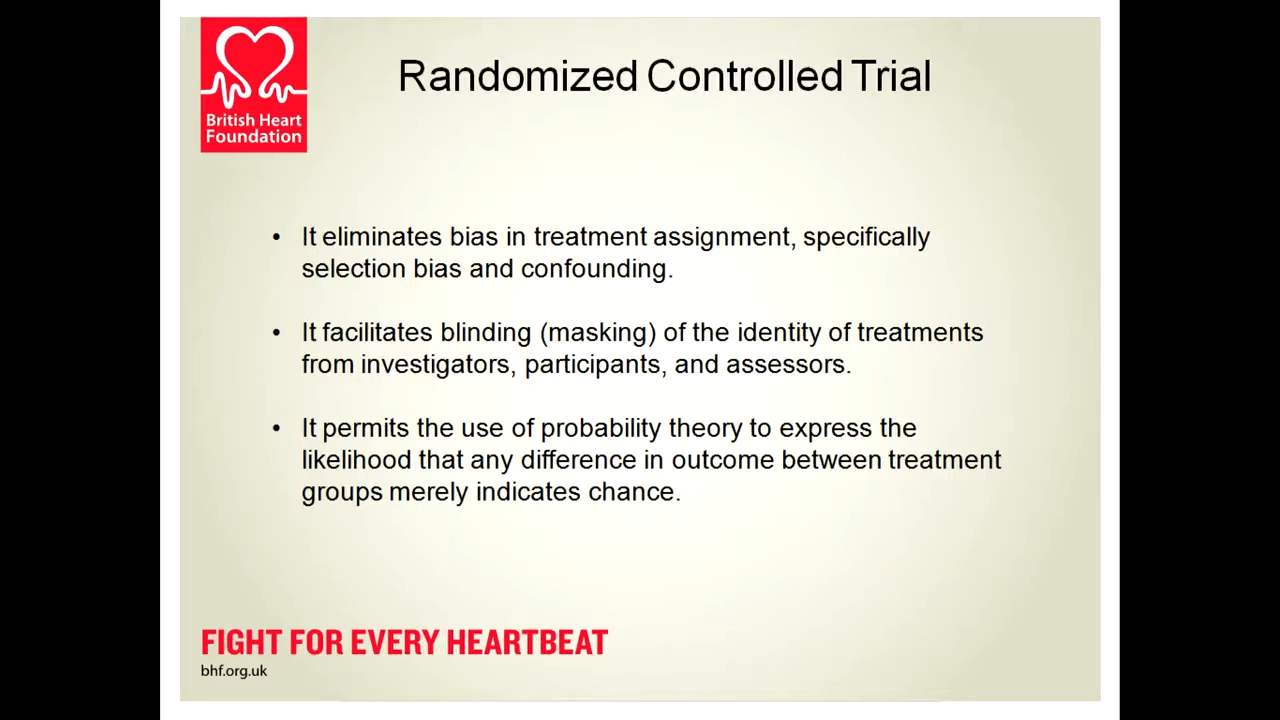 British Heart
Foundation
Randomized Controlled Trial
• It eliminates bias in treatment assignment, specifically
selection bias and confounding.
• It facilitates blinding (masking) of the identity of treatments
from investigators, participants, and assessors.
• It permits the use of probability theory to express the
likelihood that any difference in outcome between treatment
groups merely indicates chance.
FIGHT FOR EVERY HEARTBEAT
bhf.org.uk